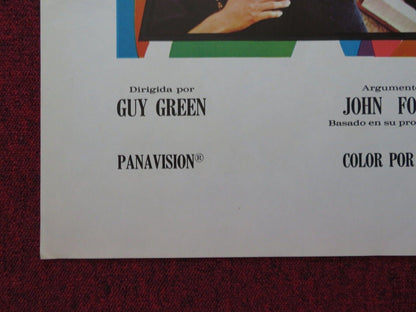 Dirigida por
GUY GREEN
Argumento
JOHN FO
Basado en su pro
PANAVISION®
COLOR POR